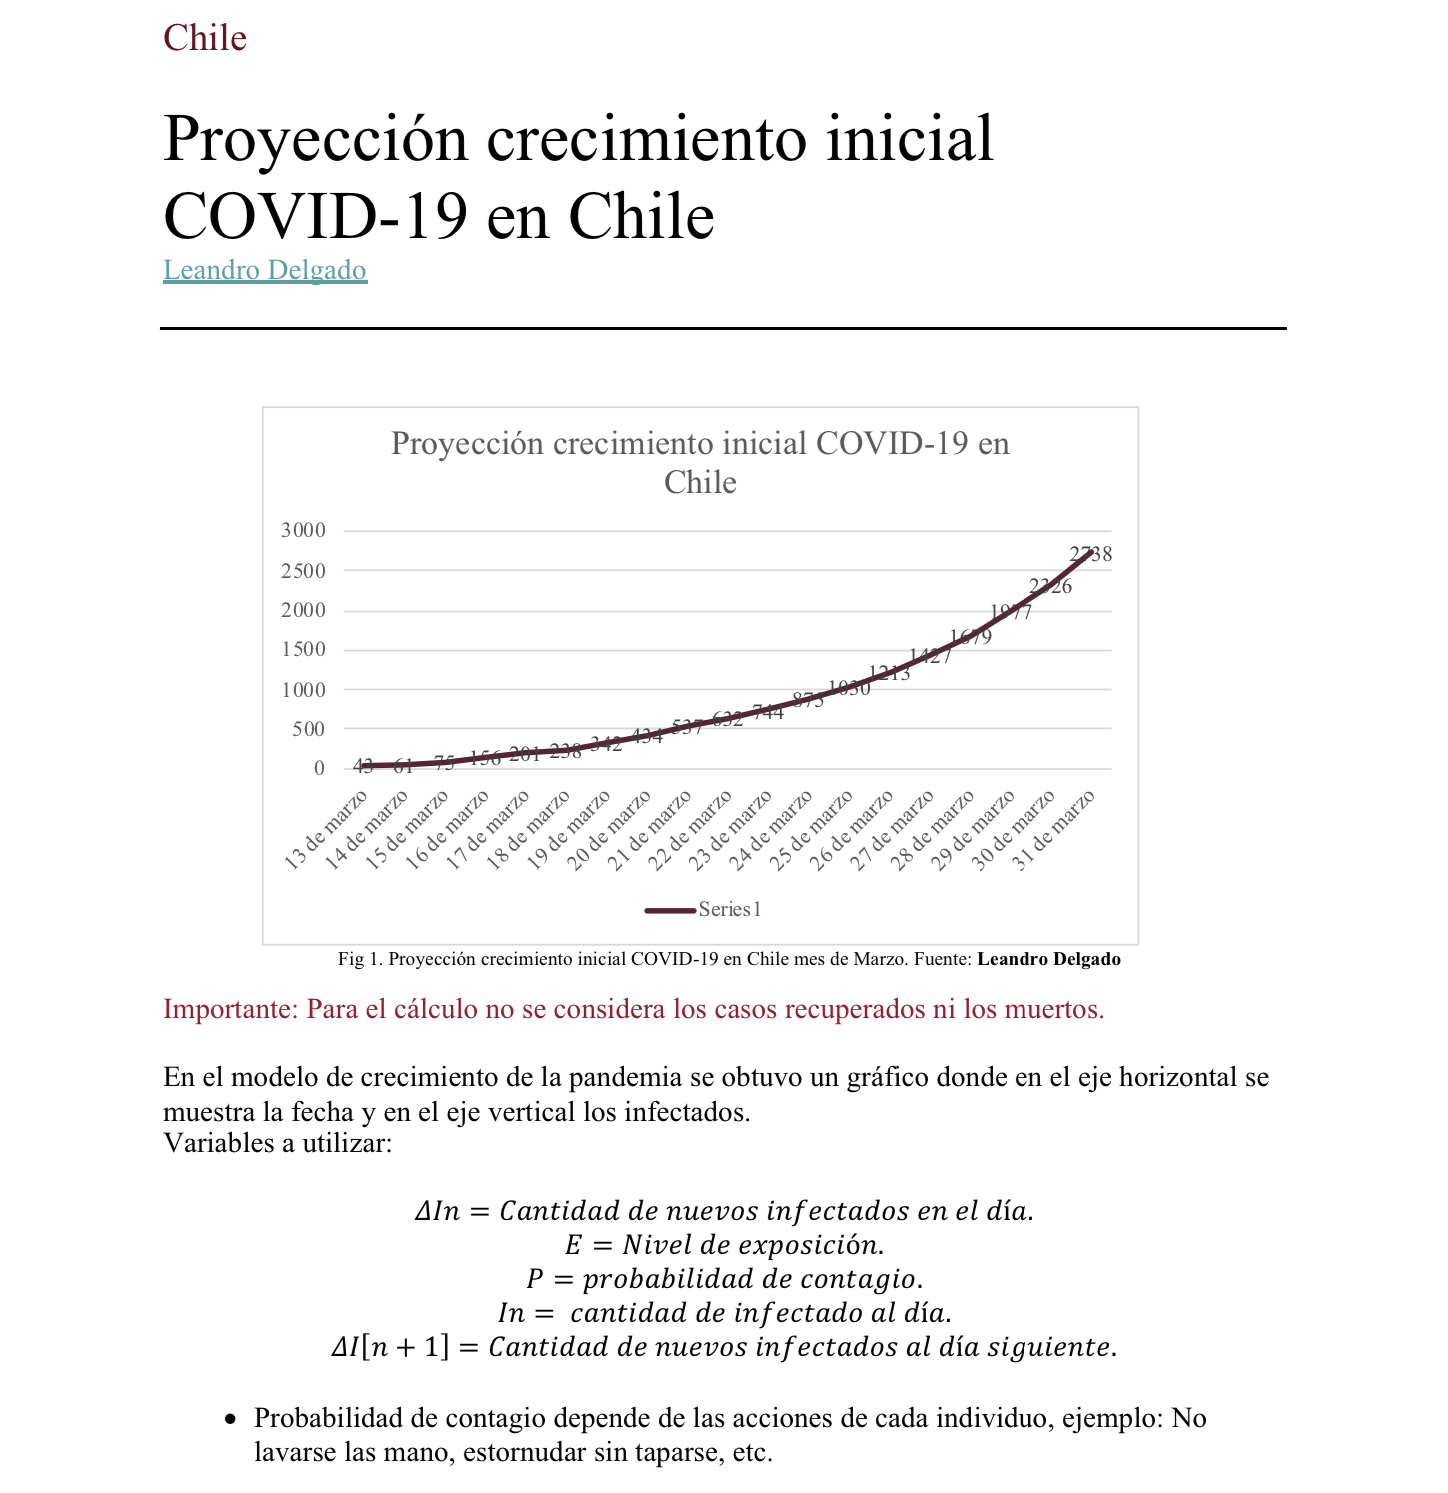 Chile
Proyección crecimiento inicial
COVID-19 en Chile
Leandro Delgado
Proyección crecimiento inicial COVID-19 en
Chile
3000
2500
2000
1500
1000
500
0
43 61 75 156 201 238 342 434 537 632 744 873 1030 1213 1427 1679 1977 2326 2738
13 de marzo
14 de marzo
15 de marzo
16 de marzo
17 de marzo
18 de marzo
19 de marzo
20 de marzo
21 de marzo
22 de marzo
23 de marzo
24 de marzo
25 de marzo
26 de marzo
27 de marzo
28 de marzo
29 de marzo
30 de marzo
31 de marzo
Series1
Fig 1. Proyección crecimiento inicial COVID-19 en Chile mes de Marzo. Fuente: Leandro Delgado
Importante: Para el cálculo no se considera los casos recuperados ni los muertos.
En el modelo de crecimiento de la pandemia se obtuvo un gráfico donde en el eje horizontal se
muestra la fecha y en el eje vertical los infectados.
Variables a utilizar:
ΔIn = Cantidad de nuevos infectados en el día.
E = Nivel de exposición.
P = probabilidad de contagio.
In = cantidad de infectado al día.
ΔI[n + 1] = Cantidad de nuevos infectados al día siguiente.
• Probabilidad de contagio depende de las acciones de cada individuo, ejemplo: No
lavarse las mano, estornudar sin taparse, etc.